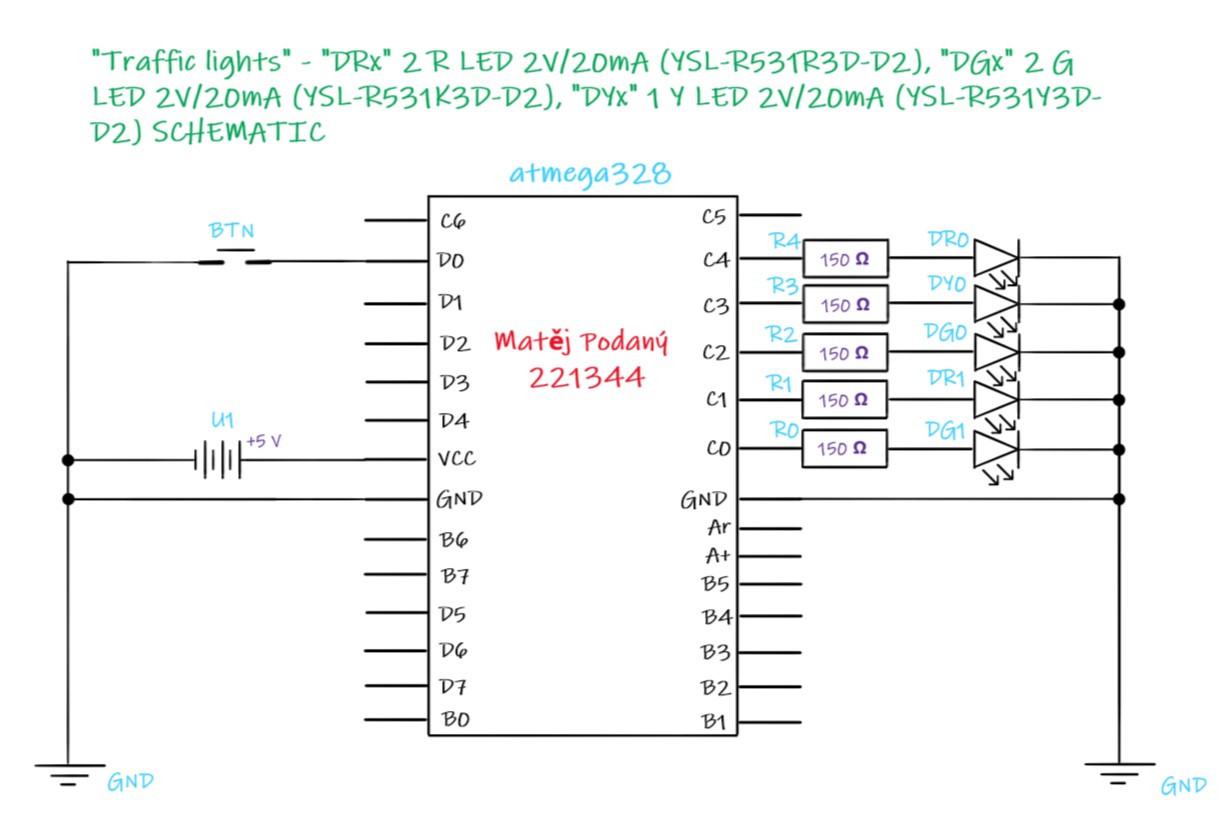 "Traffic lights" - "DRx" 2 R LED 2V/20mA (YSL-R531R3D-D2), "DGx" 2 G
LED 2V/20mA (YSL-R531K3D-D2), "DYx" 1 Y LED 2V/20mA (YSL-R531Y3D-
D2) SCHEMATIC
atmega328
BTN
C6
D0
D1
D2
D3
D4
VCC
GND
B6
B7
D5
D6
D7
B0
U1
+5 V
GND
Matěj Podaný
221344
C5
C4
C3
C2
C1
C0
GND
Ar
A+
B5
B4
B3
B2
B1
R4
150 Ω
DR0
R3
150 Ω
DY0
R2
150 Ω
DG0
R1
150 Ω
DR1
R0
150 Ω
DG1
GND